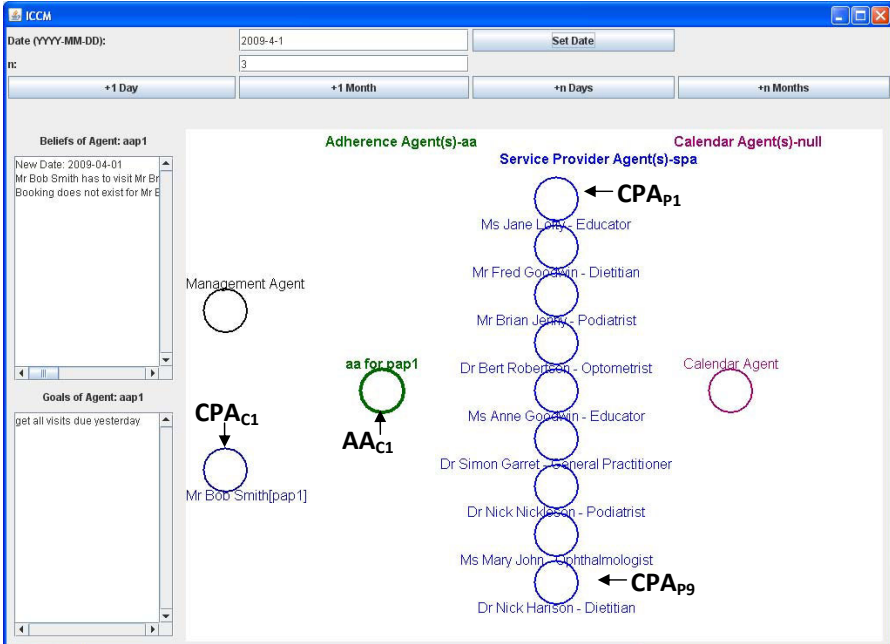 ICCM
Date (YYYY-MM-DD):
2009-4-1
Set Date
n:
3
+1 Day
+1 Month
+n Days
+n Months
Beliefs of Agent: aap1
New Date: 2009-04-01
Mr Bob Smith has to visit Mr Br
Booking does not exist for Mr E
Goals of Agent: aap1
get all visits due yesterday
Adherence Agent(s)-aa
Calendar Agent(s)-null
Service Provider Agent(s)-spa
CPAP1
Ms Jane Lofty - Educator
Mr Fred Goodwin - Dietitian
Management Agent
Mr Brian Jenny - Podiatrist
aa for pap1
Dr Bert Robertson - Optometrist
Calendar Agent
CPAC1
Ms Anne Goodwin - Educator
AAC1
Dr Simon Garret - General Practitioner
Mr Bob Smith[pap1]
Dr Nick Nickleson - Podiatrist
Ms Mary John - Ophthalmologist
CPAP9
Dr Nick Harison - Dietitian